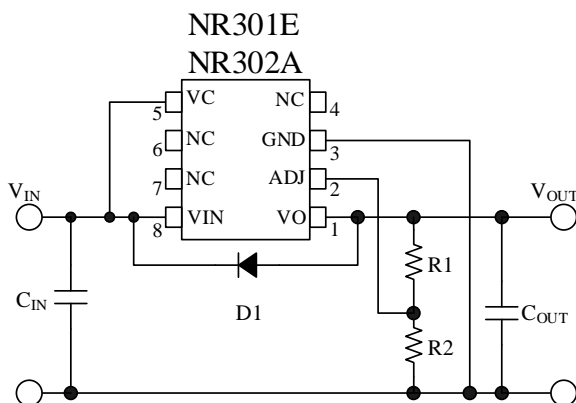 NR301E
NR302A
VC
NC
5
4
NC
GND
6
3
NC
ADJ
7
2
VIN
VOUT
VIN
VO
8
1
R1
CIN
D1
COUT
R2